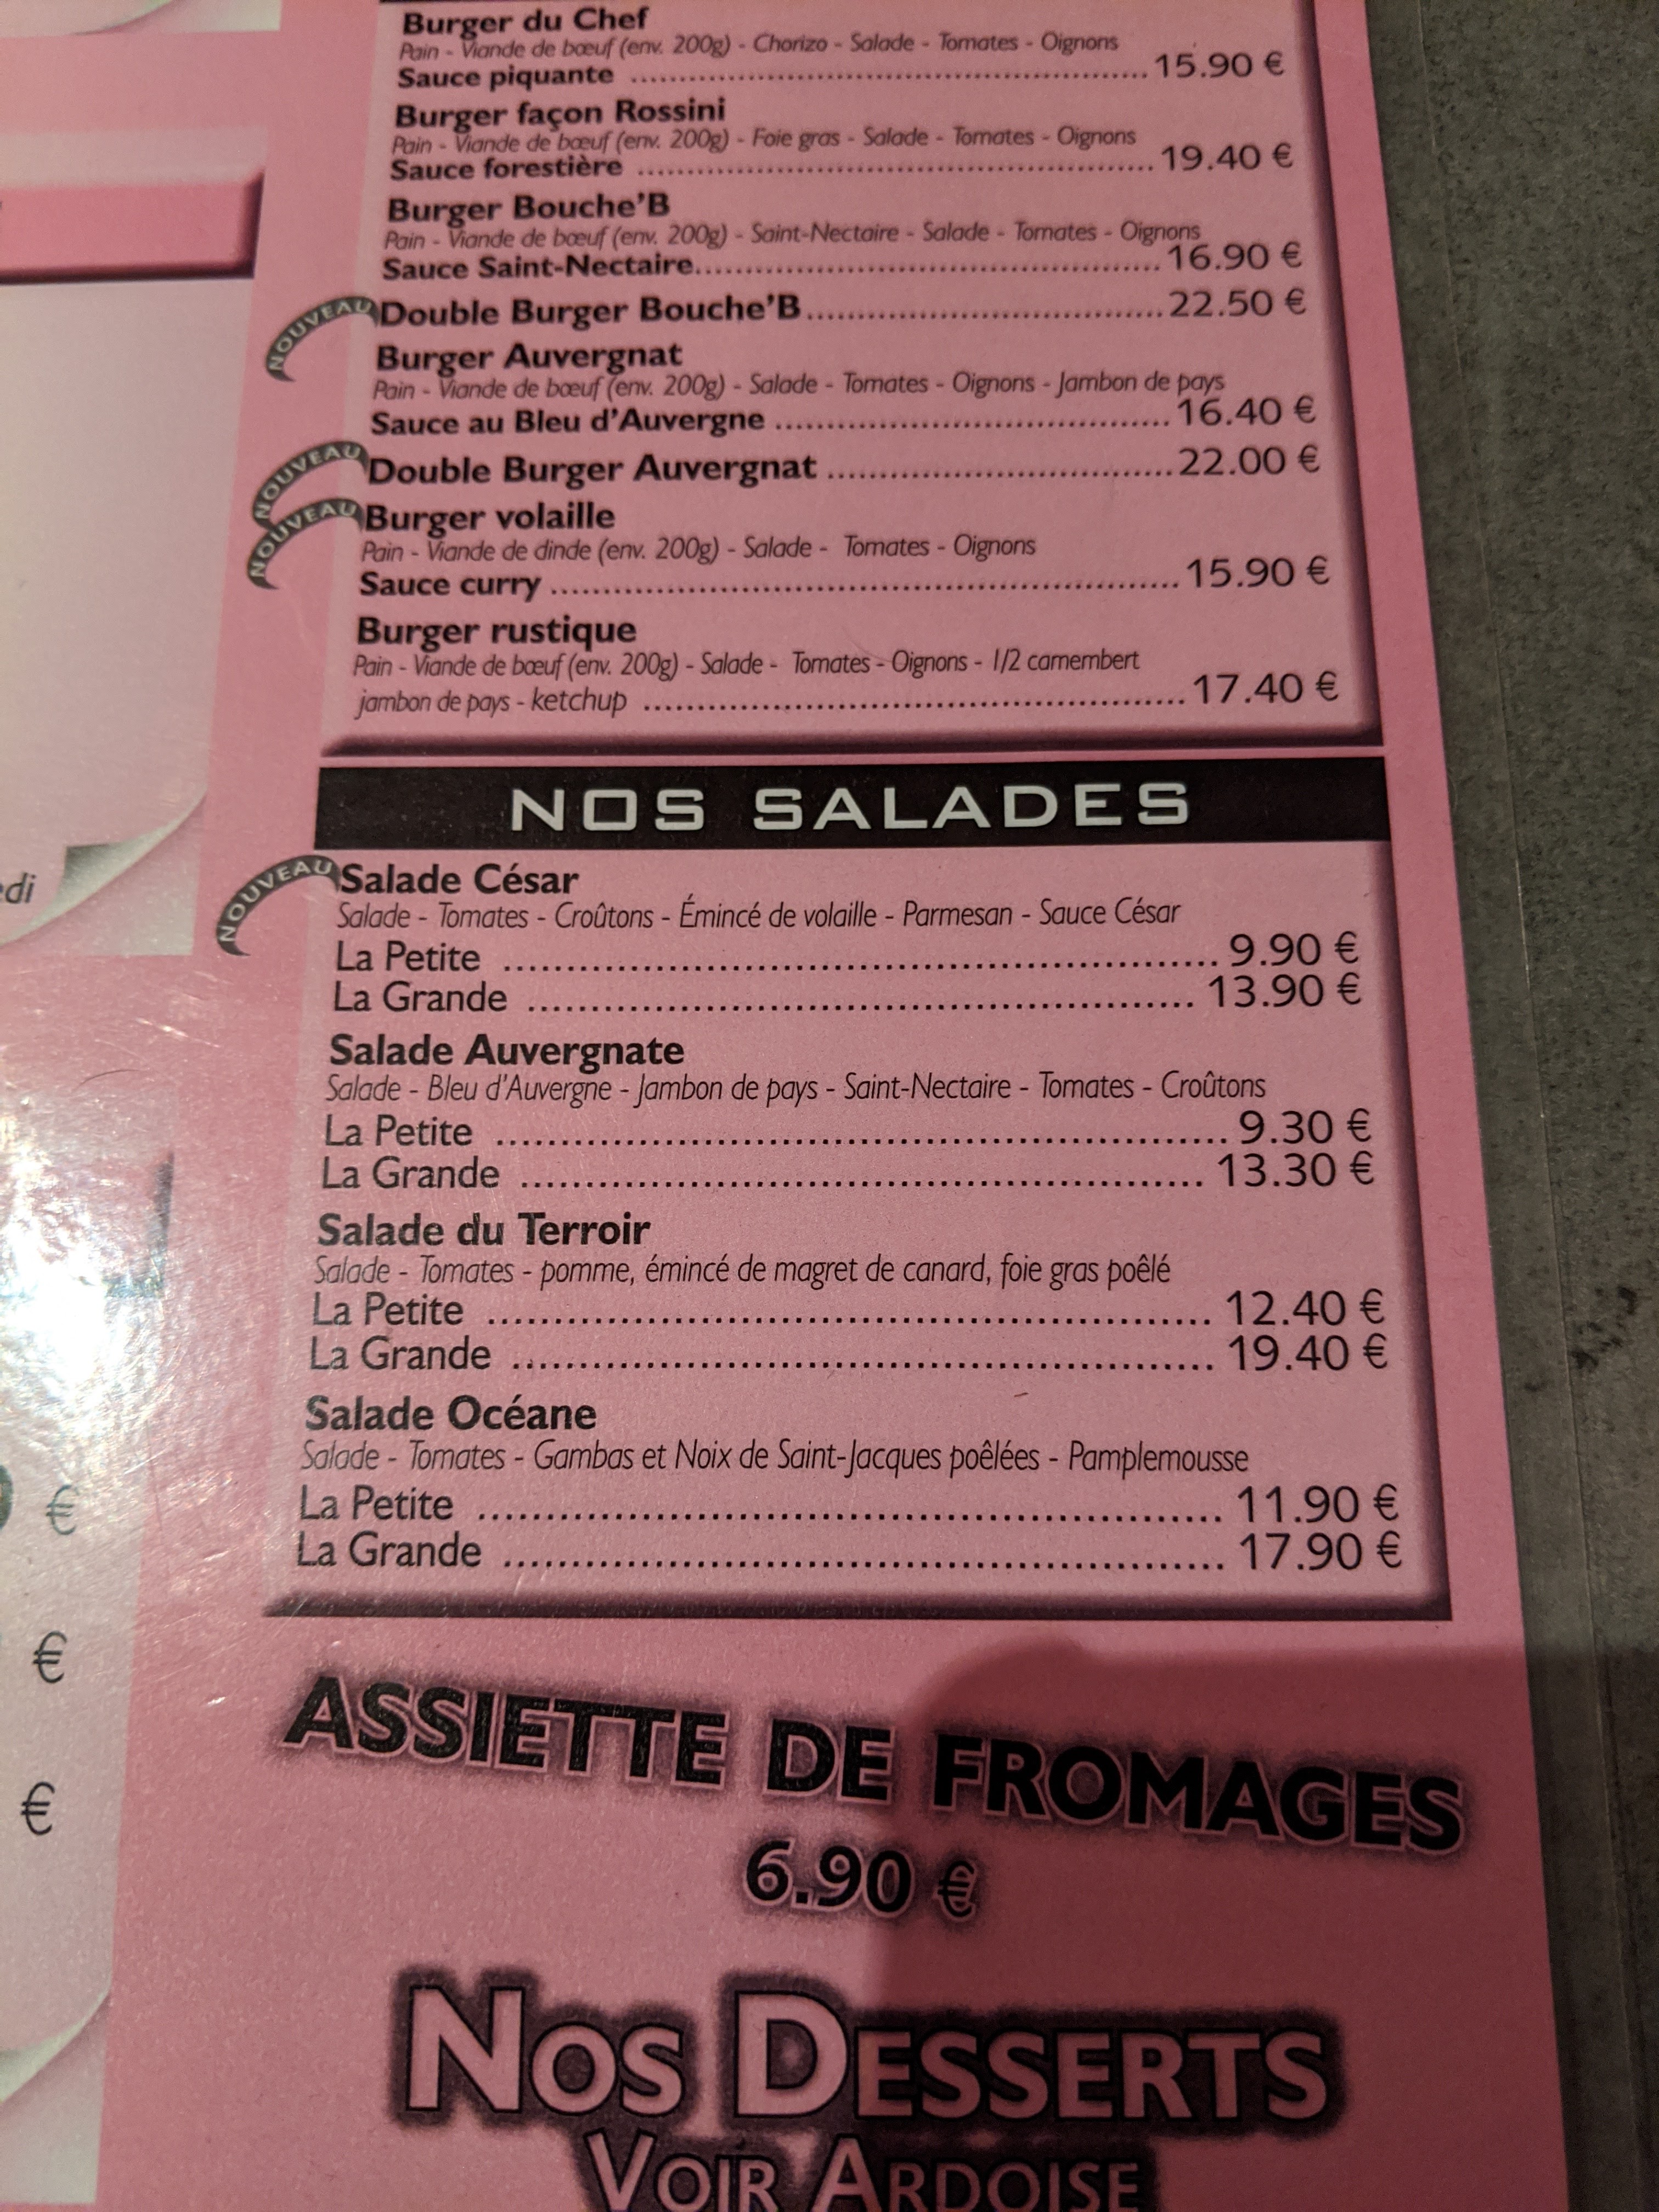 Burger du Chef
Pain - Viande de bœuf (env. 200g) - Chorizo - Salade - Tomates - Oignons
Sauce piquante ........ 15.90 €
Burger façon Rossini
Pain - Viande de bœuf (env. 200g) - Foie gras - Salade - Tomates - Oignons
Sauce forestière ........ 19.40 €
Burger Bouche'B
Pain - Viande de bœuf (env. 200g) - Saint-Nectaire - Salade - Tomates - Oignons
Sauce Saint-Nectaire........ 16.90 €
NOUVEAU Double Burger Bouche'B........ 22.50 €
Burger Auvergnat
Pain - Viande de bœuf (env. 200g) - Salade - Tomates - Oignons - Jambon de pays
Sauce au Bleu d'Auvergne ........ 16.40 €
NOUVEAU Double Burger Auvergnat ........ 22.00 €
NOUVEAU Burger volaille
Pain - Viande de dinde (env. 200g) - Salade - Tomates - Oignons
Sauce curry ........ 15.90 €
Burger rustique
Pain - Viande de bœuf (env. 200g) - Salade - Tomates - Oignons - 1/2 camembert
jambon de pays - ketchup ........ 17.40 €
NOS SALADES
NOUVEAU Salade César
Salade - Tomates - Croûtons - Émincé de volaille - Parmesan - Sauce César
La Petite ........ 9.90 €
La Grande ........ 13.90 €
Salade Auvergnate
Salade - Bleu d'Auvergne - Jambon de pays - Saint-Nectaire - Tomates - Croûtons
La Petite ........ 9.30 €
La Grande ........ 13.30 €
Salade du Terroir
Salade - Tomates - pomme, émincé de magret de canard, foie gras poêlé
La Petite ........ 12.40 €
La Grande ........ 19.40 €
Salade Océane
Salade - Tomates - Gambas et Noix de Saint-Jacques poêlées - Pamplemousse
La Petite ........ 11.90 €
La Grande ........ 17.90 €
ASSIETTE DE FROMAGES
6.90 €
NOS DESSERTS
VOIR ARDOISE
€
€
€